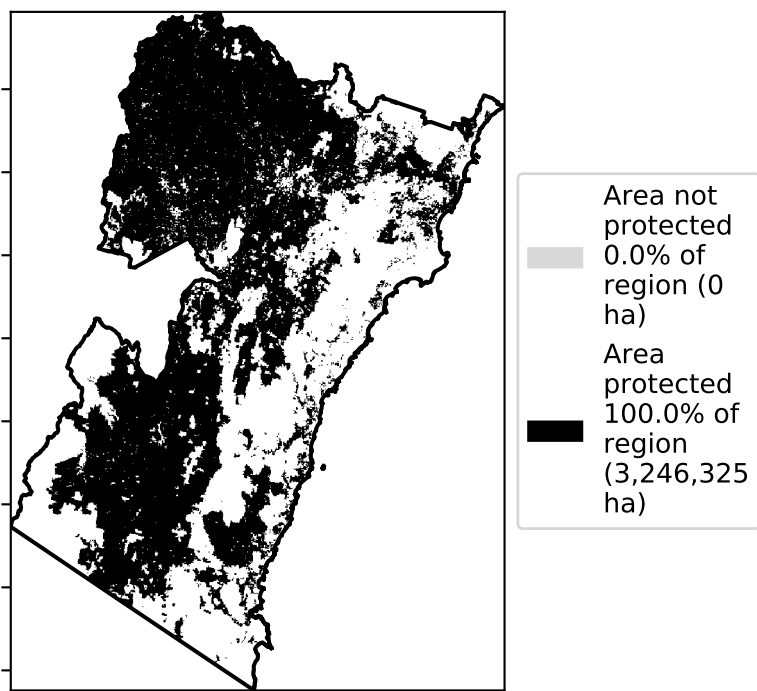 Area not
protected
0.0% of
region (0
ha)
Area
protected
100.0% of
region
(3,246,325
ha)